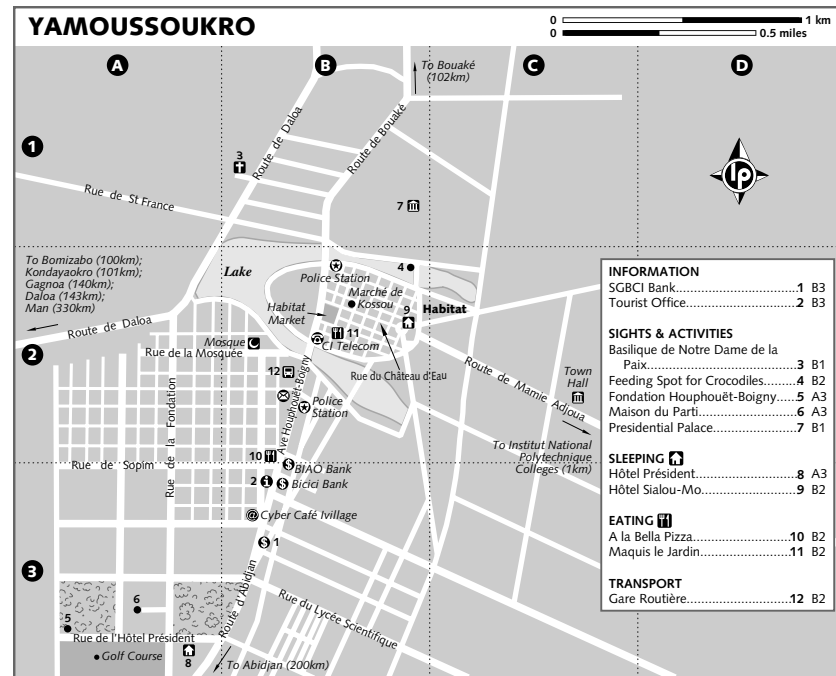 YAMOUSSOUKRO
0 1 km
0 0.5 miles
A B C D
To Bouaké
(102km)
1
Route de Daloa
Route de Bouaké
3
lp
Rue de St France
7
To Bomizabo (100km);
Kondayaokro (101km);
Gagnoa (140km);
Daloa (143km);
Man (330km)
Lake
Police Station
4
Marché de
Kossou
Habitat
Market
9
Habitat
Route de Daloa
2
Mosque
11
CI Telecom
Rue de la Mosquée
12
Rue du Château d'Eau
Route de Mamie Adjoua
Town
Hall
Rue de la Fondation
Ave Houphouët-Boigny
Police
Station
To Institut National
Polytechnique
Colleges (1km)
10
Rue de Sopim
BIAO Bank
2
Bicici Bank
@ Cyber Café Ivillage
1
3
6
5
Route d'Abidjan
Rue du Lycée Scientifique
Rue de l'Hôtel Président
Golf Course
8
To Abidjan (200km)
INFORMATION
SGBCI Bank 1 B3
Tourist Office 2 B3
SIGHTS & ACTIVITIES
Basilique de Notre Dame de la
Paix 3 B1
Feeding Spot for Crocodiles 4 B2
Fondation Houphouët-Boigny 5 A3
Maison du Parti 6 A3
Presidential Palace 7 B1
SLEEPING
Hôtel Président 8 A3
Hôtel Sialou-Mo 9 B2
EATING
A la Bella Pizza 10 B2
Maquis le Jardin 11 B2
TRANSPORT
Gare Routière 12 B2